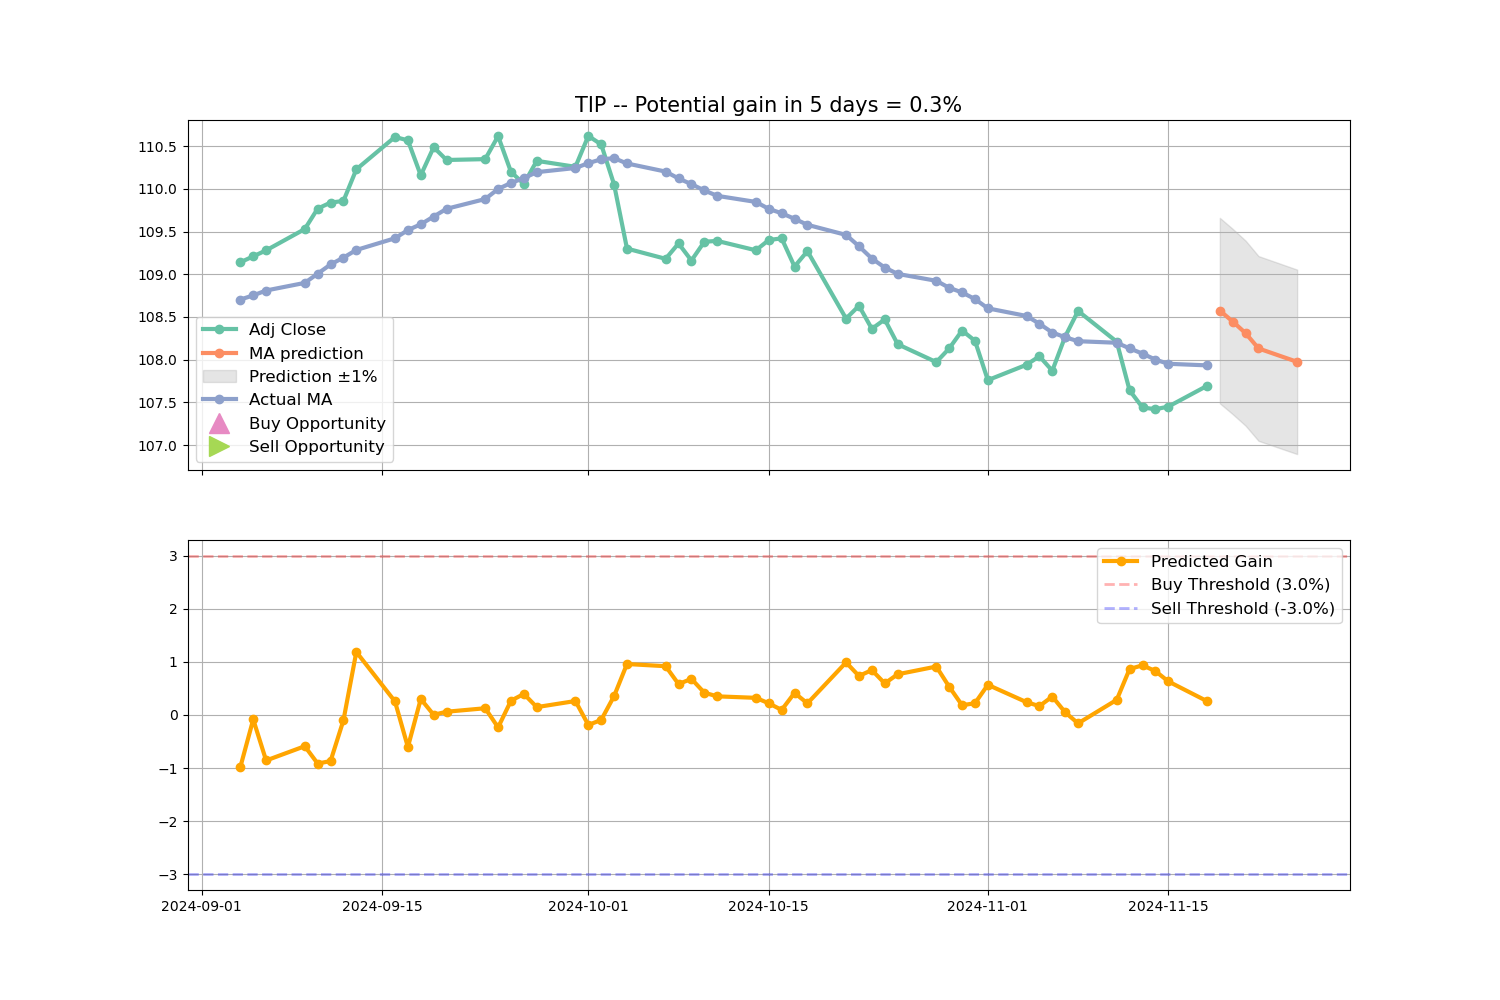 TIP -- Potential gain in 5 days = 0.3%
110.5
110.0
109.5
109.0
108.5
108.0
107.5
107.0
Adj Close
MA prediction
Prediction ±1%
Actual MA
Buy Opportunity
Sell Opportunity
3
2
1
0
−1
−2
−3
Predicted Gain
Buy Threshold (3.0%)
Sell Threshold (-3.0%)
2024-09-01
2024-09-15
2024-10-01
2024-10-15
2024-11-01
2024-11-15